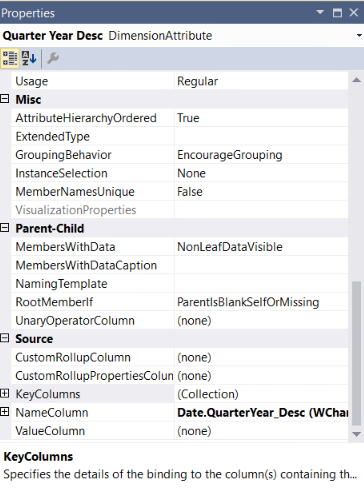 Properties
Quarter Year Desc DimensionAttribute
Usage Regular
Misc
AttributeHierarchyOrdered True
ExtendedType
GroupingBehavior EncourageGrouping
InstanceSelection None
MemberNamesUnique False
VisualizationProperties
Parent-Child
MembersWithData NonLeafDataVisible
MembersWithDataCaption
NamingTemplate
RootMemberIf ParentIsBlankSelfOrMissing
UnaryOperatorColumn (none)
Source
CustomRollupColumn (none)
CustomRollupPropertiesColun (none)
KeyColumns (Collection)
NameColumn Date.QuarterYear_Desc (WCha
ValueColumn (none)
KeyColumns
Specifies the details of the binding to the column(s) containing th...